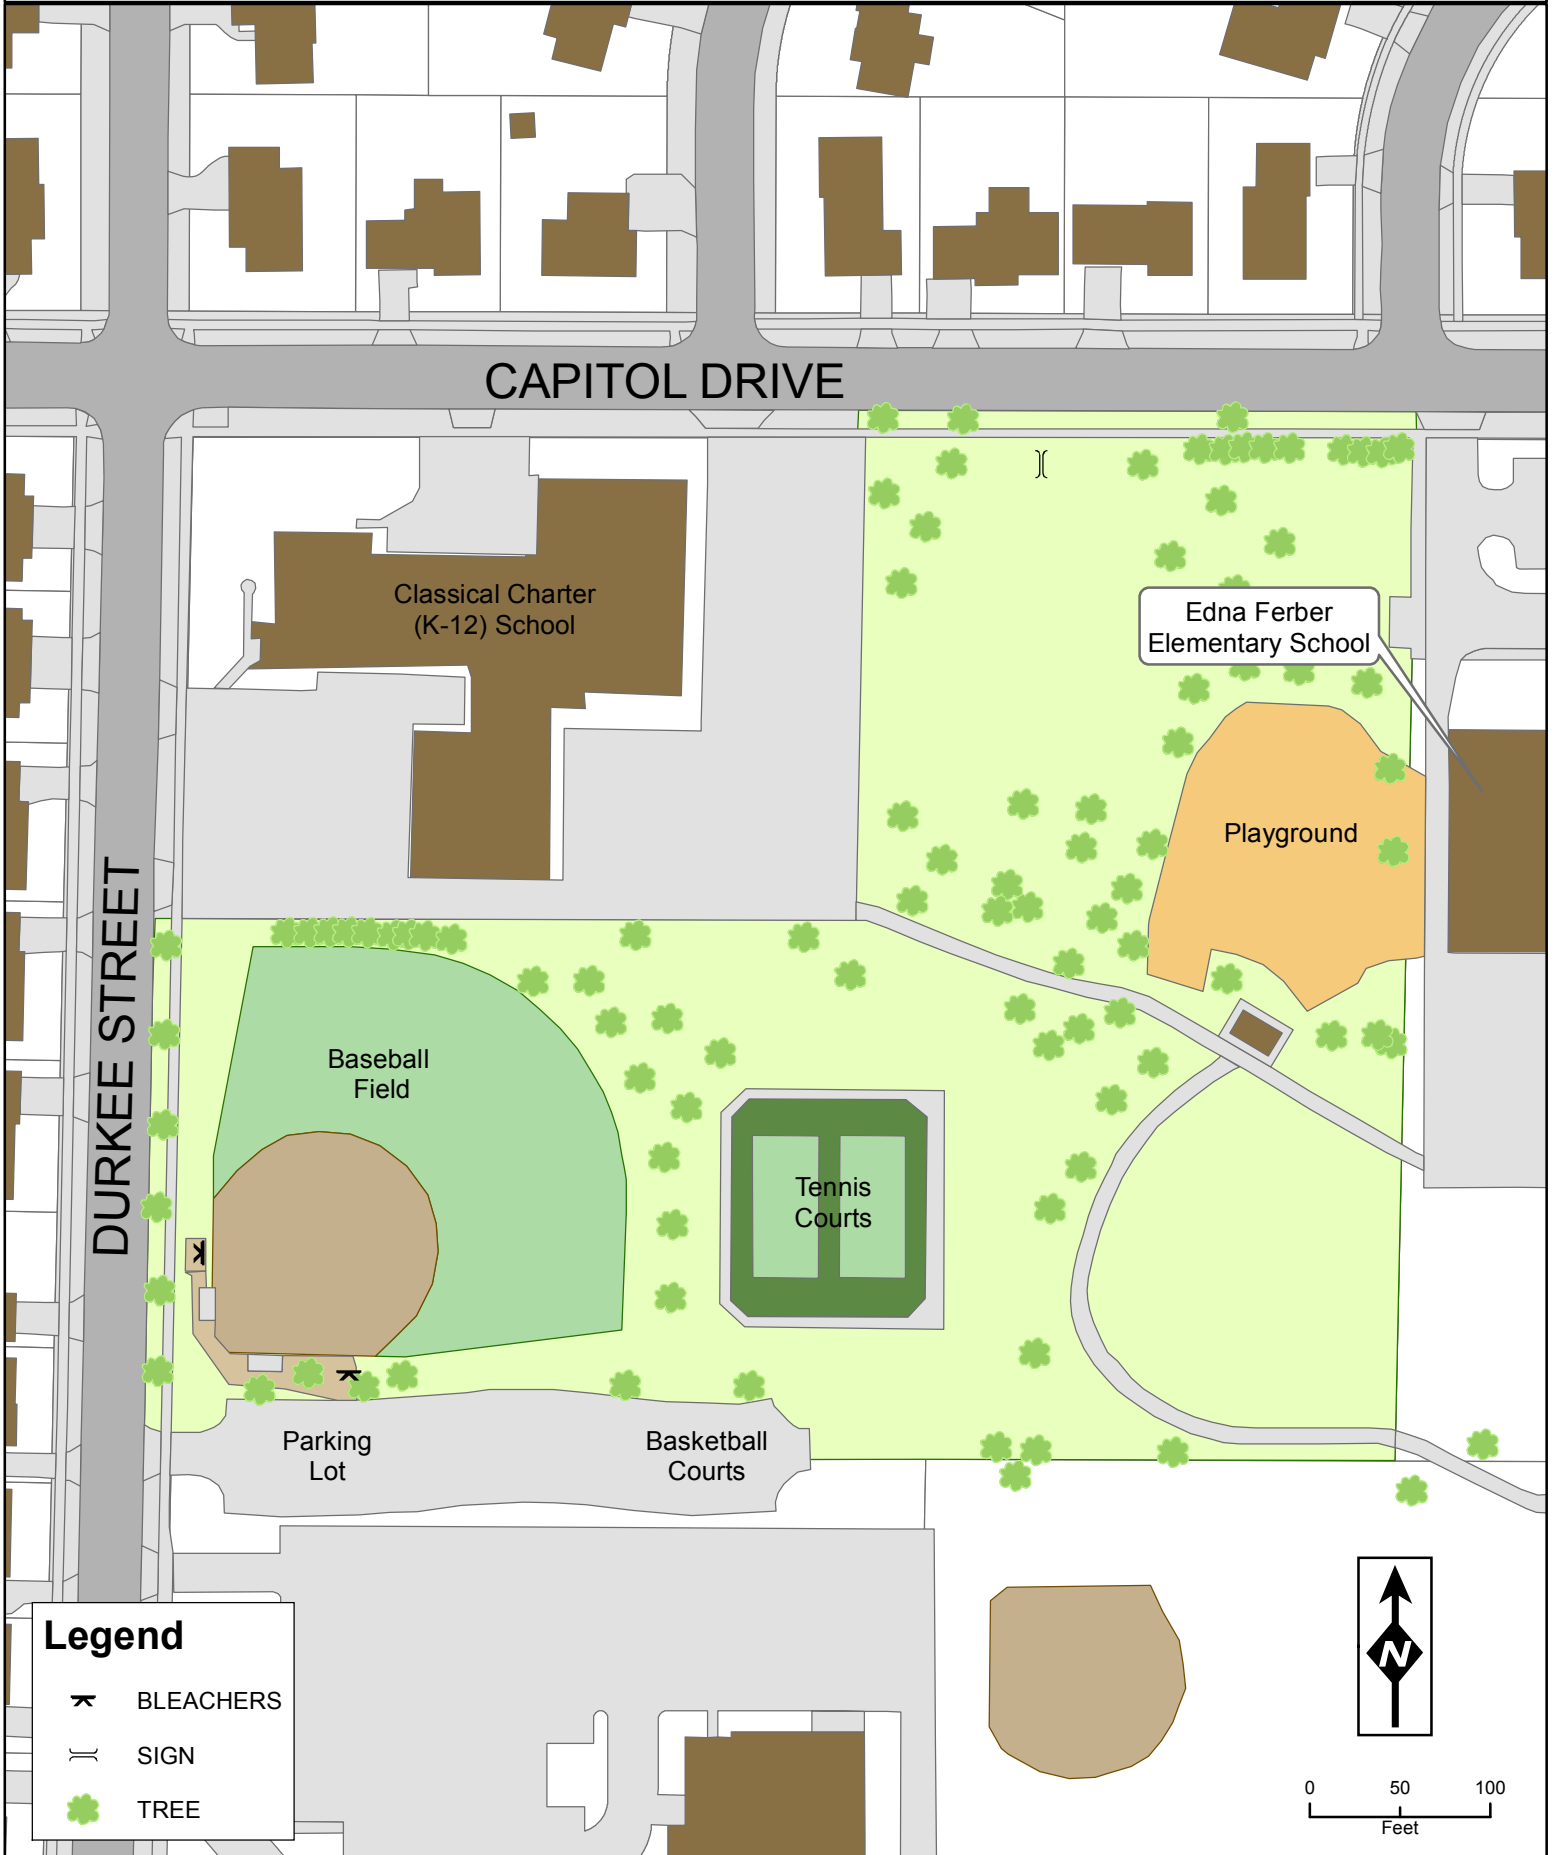 CAPITOL DRIVE
Classical Charter
(K-12) School
Edna Ferber
Elementary School
Playground
DURKEE STREET
Baseball
Field
Tennis
Courts
Parking
Lot
Basketball
Courts
Legend
BLEACHERS
SIGN
TREE
N
0 50 100
Feet